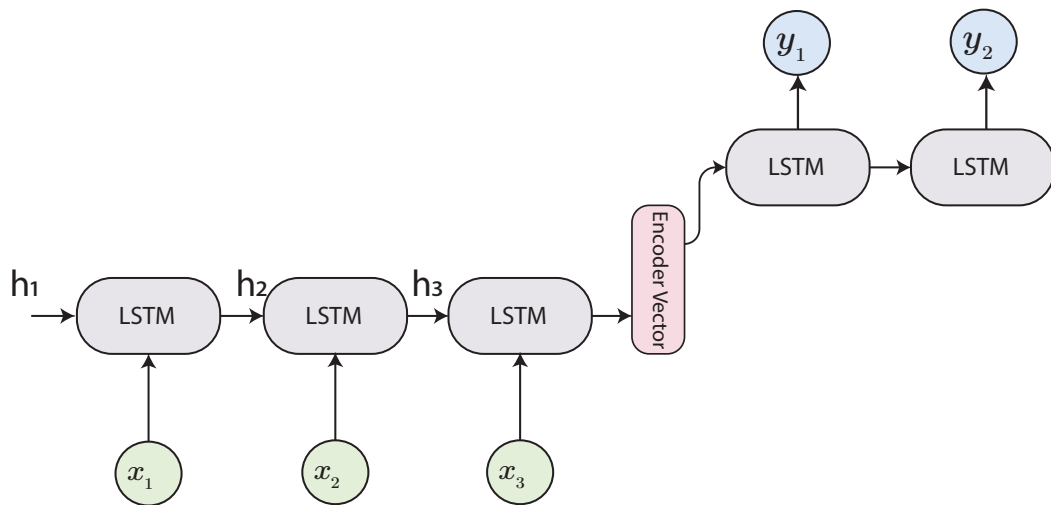 y₁
y₂
LSTM
LSTM
Encoder Vector
h₁
h₂
h₃
LSTM
LSTM
LSTM
x₁
x₂
x₃